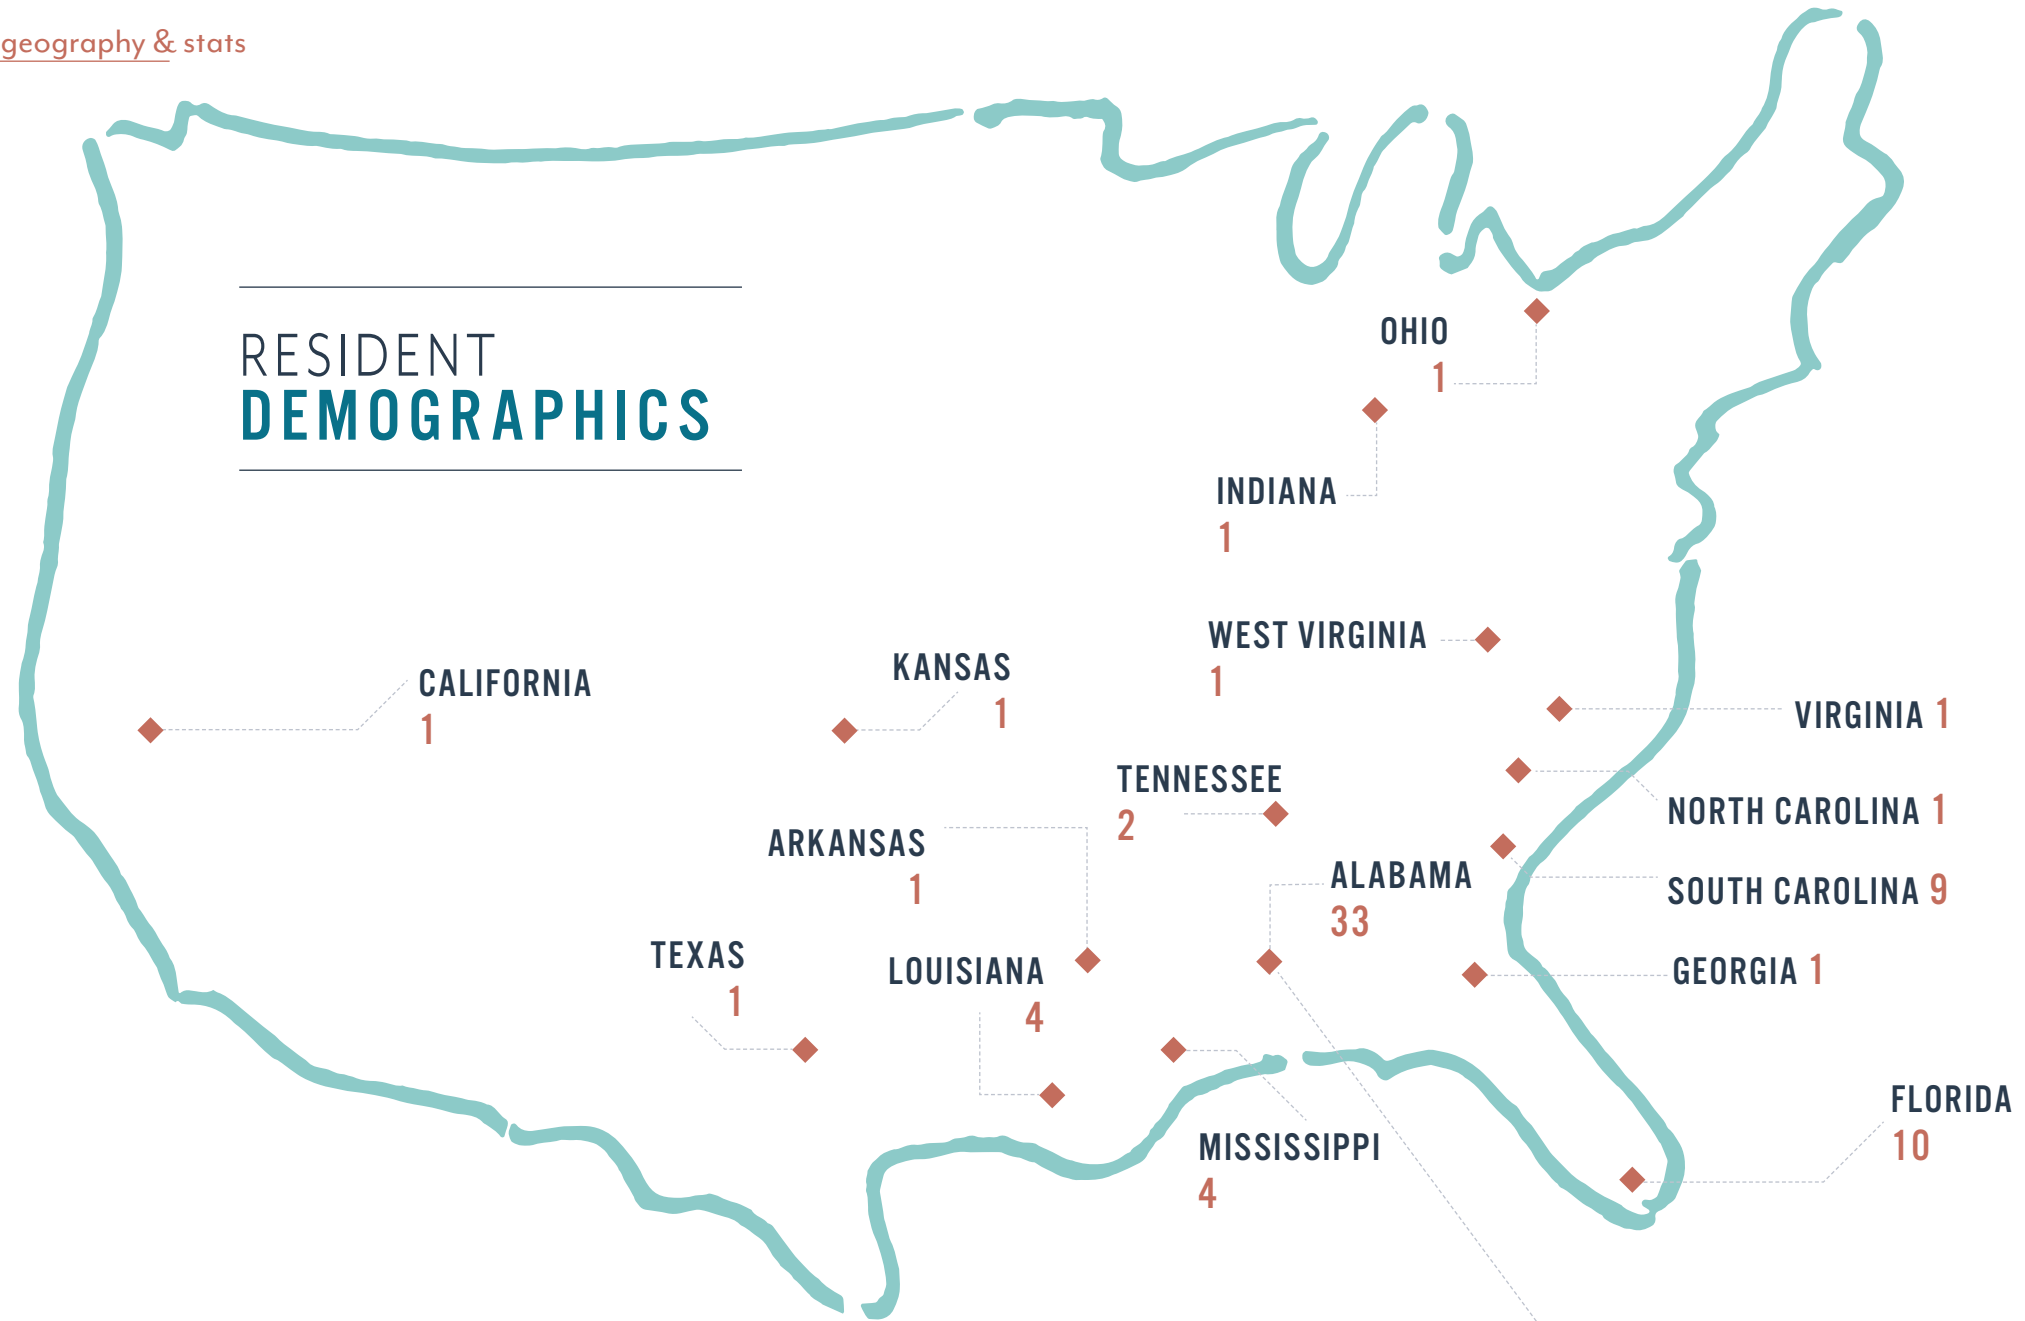 geography & stats
RESIDENT
DEMOGRAPHICS
OHIO
1
INDIANA
1
WEST VIRGINIA
1
CALIFORNIA
1
KANSAS
1
VIRGINIA 1
TENNESSEE
2
NORTH CAROLINA 1
ARKANSAS
1
ALABAMA
33
SOUTH CAROLINA 9
TEXAS
1
LOUISIANA
4
GEORGIA 1
MISSISSIPPI
4
FLORIDA
10